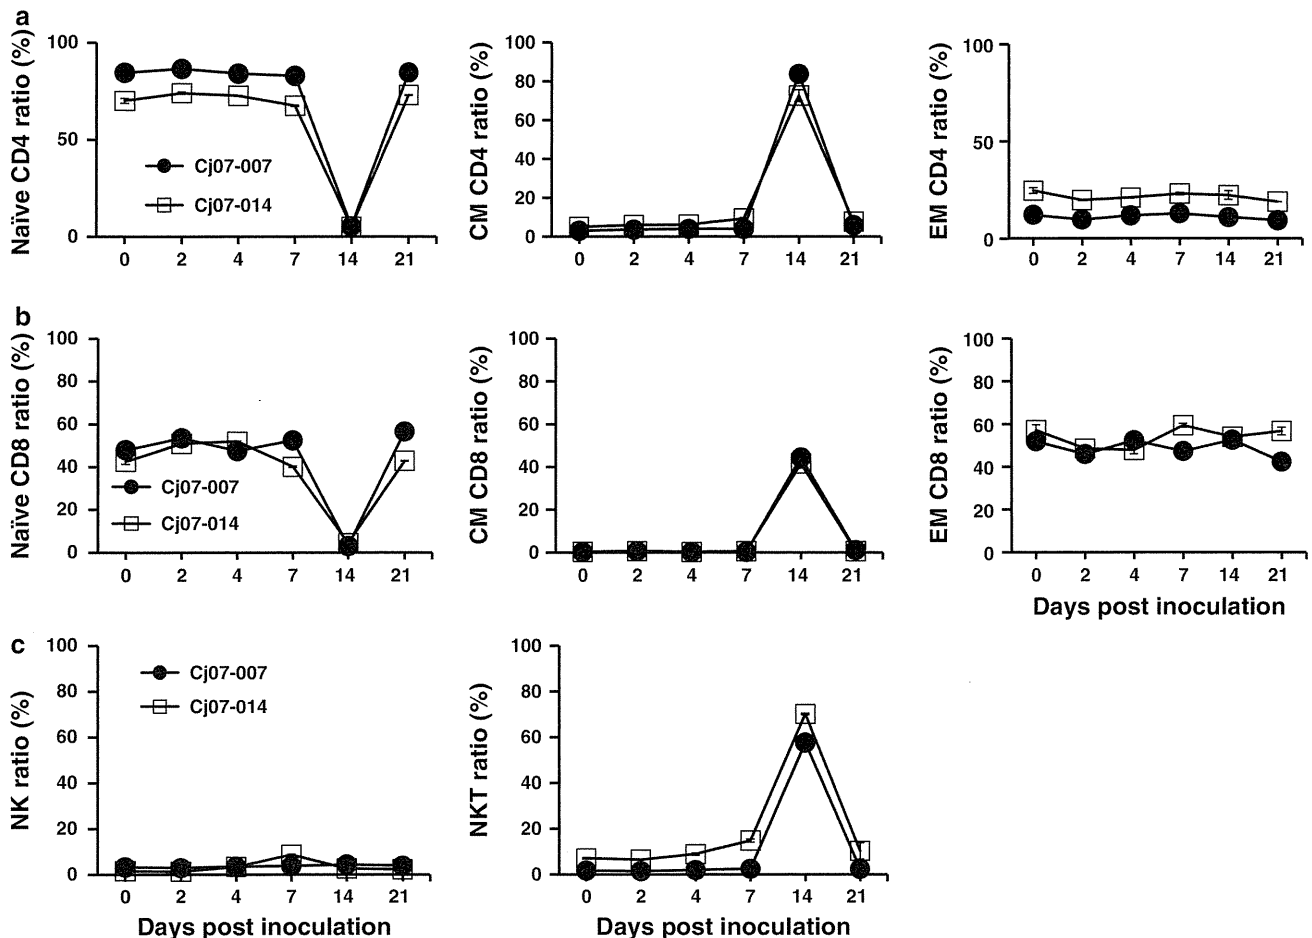 a
Naïve CD4 ratio (%)
100
50
0
Cj07-007
Cj07-014
0 2 4 7 14 21
CM CD4 ratio (%)
100
80
60
40
20
0
0 2 4 7 14 21
EM CD4 ratio (%)
100
50
0
0 2 4 7 14 21
b
Naïve CD8 ratio (%)
100
80
60
40
20
0
Cj07-007
Cj07-014
0 2 4 7 14 21
CM CD8 ratio (%)
100
80
60
40
20
0
0 2 4 7 14 21
EM CD8 ratio (%)
100
80
60
40
20
0
0 2 4 7 14 21
Days post inoculation
c
NK ratio (%)
100
80
60
40
20
0
Cj07-007
Cj07-014
0 2 4 7 14 21
Days post inoculation
NKT ratio (%)
100
80
60
40
20
0
0 2 4 7 14 21
Days post inoculation